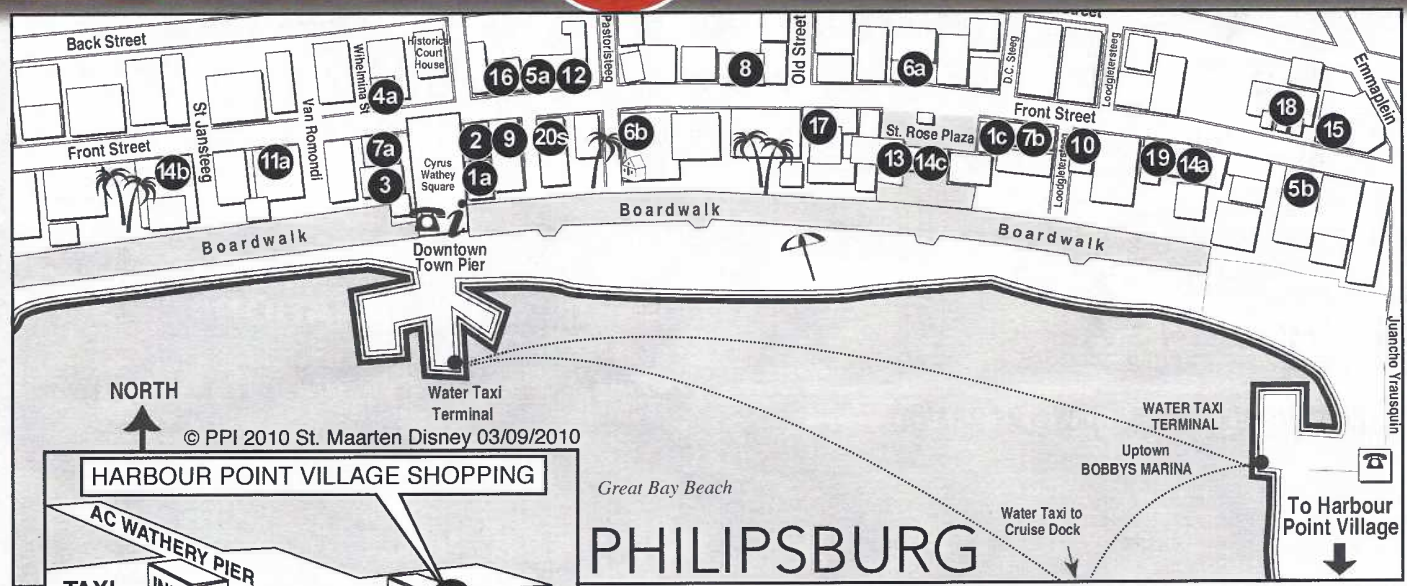 Back Street
Wilhelmina St
Historic Court House
Pastoristeeg
Old Street
D.C. Steeg
Street
Loodgietersteeg
Emmaplein
16
5a
12
8
6a
4a
18
15
Front Street
Front Street
St Jansteeg
Van Romondi
14b
11a
7a
3
Cyrus
Wathey
Square
2
9
20s
1a
6b
17
St. Rose Plaza
13
14c
1c
7b
Loodgietersteeg
10
19
14a
5b
Boardwalk
Boardwalk
Boardwalk
i
Downtown
Town Pier
Juancho Yrausquin
Water Taxi
Terminal
WATER TAXI
TERMINAL
Uptown
BOBBYS MARINA
NORTH
© PPI 2010 St. Maarten Disney 03/09/2010
HARBOUR POINT VILLAGE SHOPPING
Great Bay Beach
Water Taxi to
Cruise Dock
To Harbour
Point Village
PHILIPSBURG
AC WATHERY PIER
TAXI